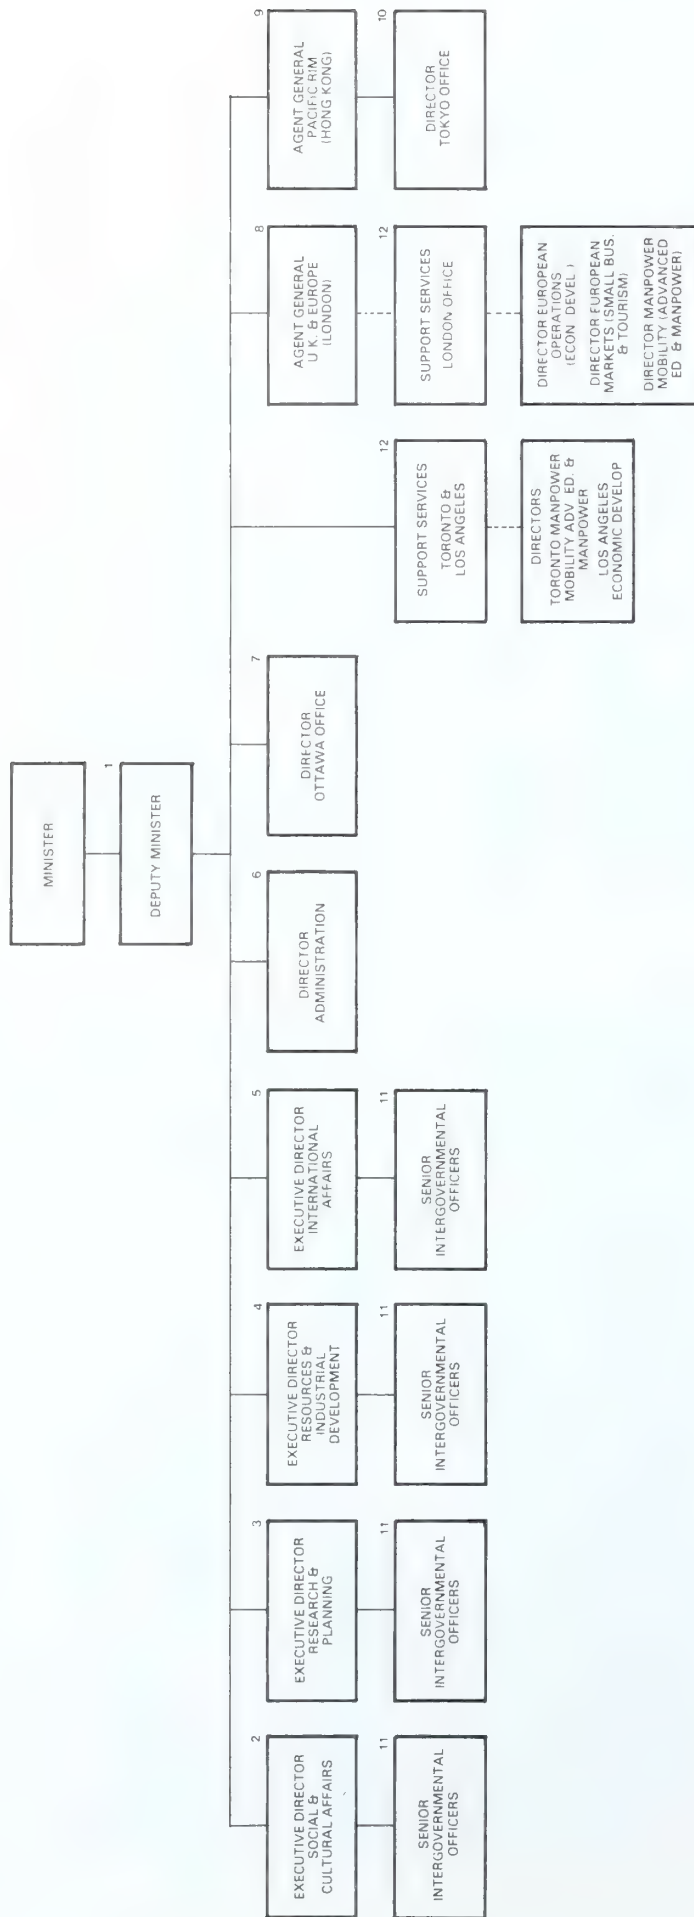 MINISTER
1
DEPUTY MINISTER
2
EXECUTIVE DIRECTOR
SOCIAL &
CULTURAL AFFAIRS
3
EXECUTIVE DIRECTOR
RESEARCH &
PLANNING
4
EXECUTIVE DIRECTOR
RESOURCES &
INDUSTRIAL
DEVELOPMENT
5
EXECUTIVE DIRECTOR
INTERNATIONAL
AFFAIRS
6
DIRECTOR
ADMINISTRATION
7
DIRECTOR
OTTAWA OFFICE
8
AGENT GENERAL
U K. & EUROPE
(LONDON)
9
AGENT GENERAL
PACIFIC RIM
(HONG KONG)
11
SENIOR
INTERGOVERNMENTAL
OFFICERS
11
SENIOR
INTERGOVERNMENTAL
OFFICERS
11
SENIOR
INTERGOVERNMENTAL
OFFICERS
11
SENIOR
INTERGOVERNMENTAL
OFFICERS
12
SUPPORT SERVICES
TORONTO &
LOS ANGELES
12
SUPPORT SERVICES
LONDON OFFICE
10
DIRECTOR
TOKYO OFFICE
DIRECTORS
TORONTO MANPOWER
MOBILITY ADV ED. &
MANPOWER
LOS ANGELES
ECONOMIC DEVELOP
DIRECTOR EUROPEAN
OPERATIONS
(ECON DEVEL.)
DIRECTOR EUROPEAN
MARKETS (SMALL BUS.
& TOURISM)
DIRECTOR MANPOWER
MOBILITY (ADVANCED
ED & MANPOWER)